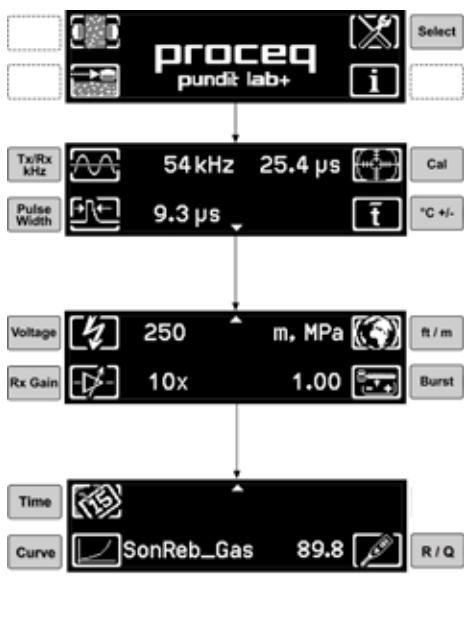 proceq
pundit lab+
i
Select
Tx/Rx kHz
54 kHz 25.4 µs
Cal
Pulse Width
9.3 µs
t̄
°C +/-
Voltage
250 m, MPa
ft / m
Rx Gain
10x 1.00
Burst
Time
15
Curve
SonReb_Gas 89.8
R / Q